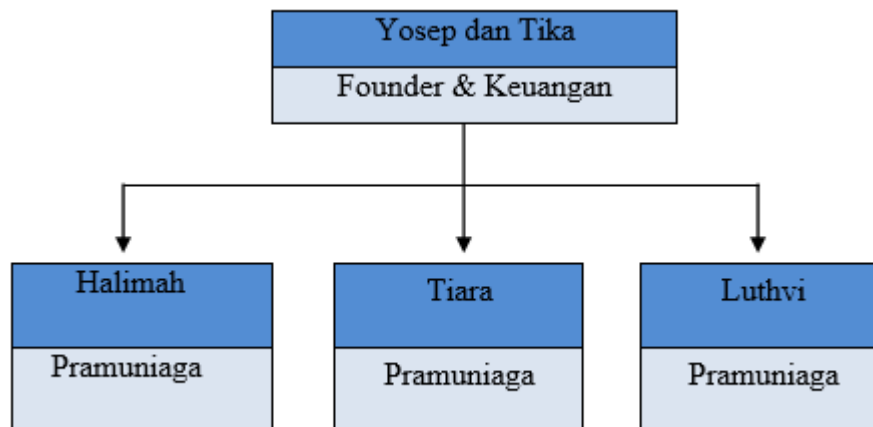 Yosep dan Tika
Founder & Keuangan
Halimah
Tiara
Luthvi
Pramuniaga
Pramuniaga
Pramuniaga